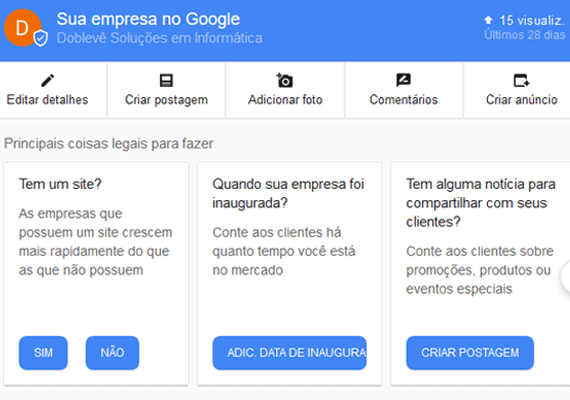 D
Sua empresa no Google
Doblevê Soluções em Informática
15 visualiz.
Últimos 28 dias
Editar detalhes
Criar postagem
Adicionar foto
Comentários
Criar anúncio
Principais coisas legais para fazer
Tem um site?
As empresas que
possuem um site crescem
mais rapidamente do que
as que não possuem
SIM
NÃO
Quando sua empresa foi
inaugurada?
Conte aos clientes há
quanto tempo você está
no mercado
ADIC. DATA DE INAUGURA
Tem alguma notícia para
compartilhar com seus
clientes?
Conte aos clientes sobre
promoções, produtos ou
eventos especiais
CRIAR POSTAGEM